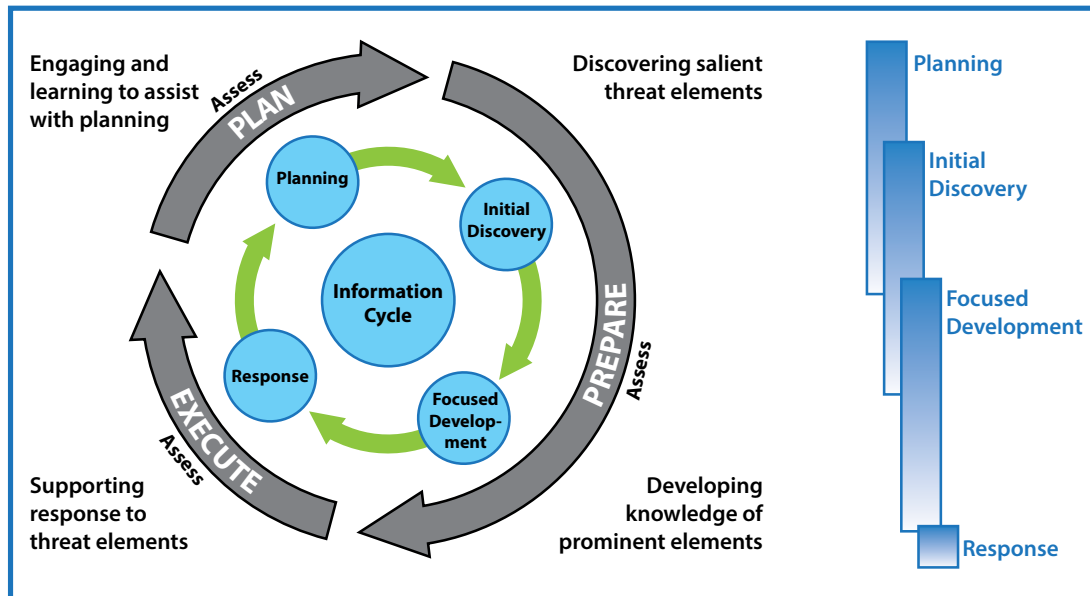 Engaging and
learning to assist
with planning
Assess
PLAN
Discovering salient
threat elements
Planning
Initial
Discovery
Information
Cycle
Response
Focused
Develop-
ment
PREPARE
Assess
EXECUTE
Assess
Supporting
response to
threat elements
Developing
knowledge of
prominent elements
Planning
Initial
Discovery
Focused
Development
Response